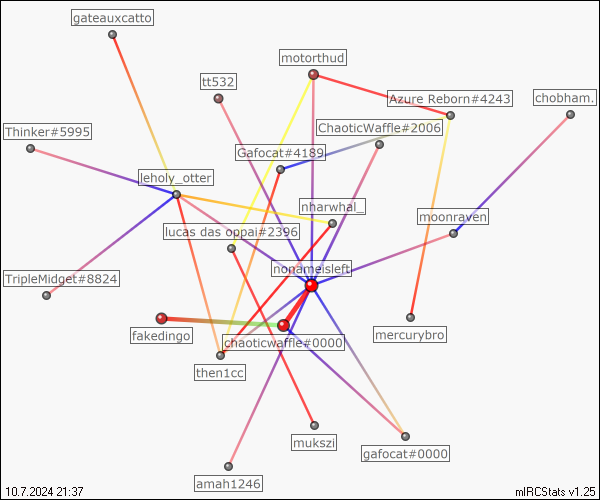 gateauxcatto
motorthud
tt532
Azure Reborn#4243
chobham.
Thinker#5995
ChaoticWaffle#2006
Gafocat#4189
leholy_otter
nharwhal_
moonraven
lucas das oppai#2396
nonameisleft
TripleMidget#8824
fakedingo
chaoticwaffle#0000
mercurybro
then1cc
mukszi
gafocat#0000
amah1246
10.7.2024 21:37
mIRCStats v1.25